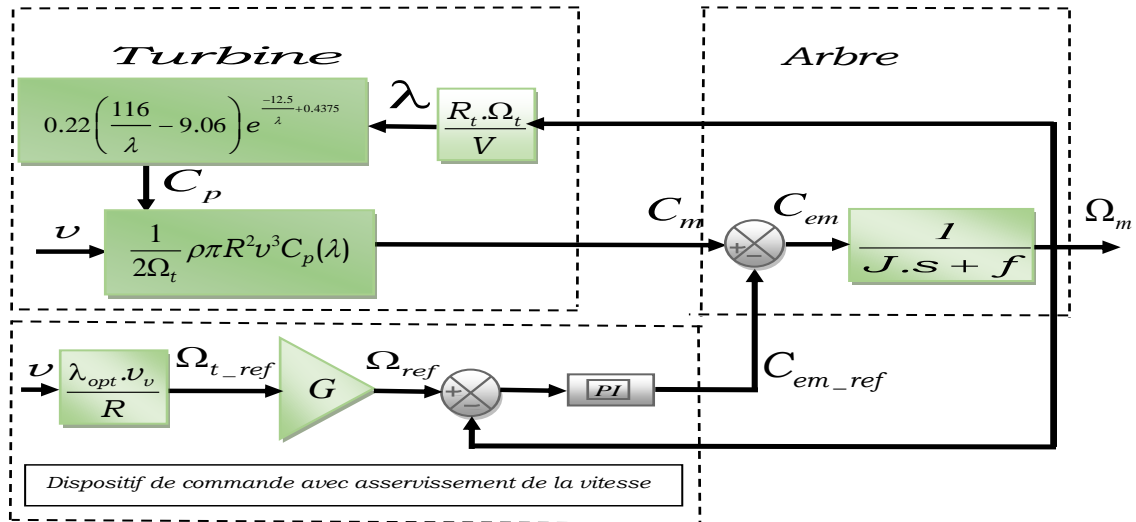 Turbine
Arbre
0.22 ( 116 / λ − 9.06 ) e^(−12.5 / λ + 0.4375)
λ
R_t.Ω_t / V
C_p
C_m
C_em
Ω_m
υ
1 / 2Ω_t ρπR²υ³C_p(λ)
+
−
1 / J.s + f
υ
λ_opt.υ_v / R
Ω_t_ref
G
Ω_ref
+
−
PI
C_em_ref
Dispositif de commande avec asservissement de la vitesse